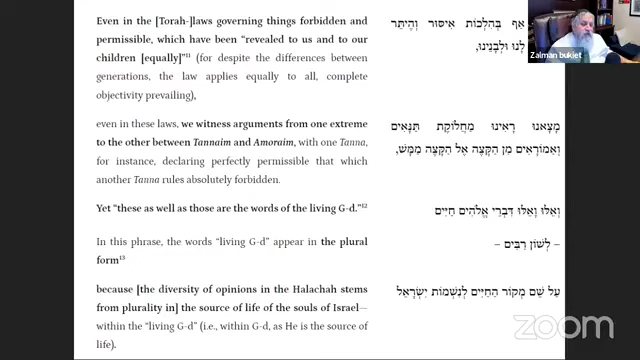 Even in the [Torah-]laws governing things forbidden and
permissible, which have been “revealed to us and to our
children [equally]”11 (for despite the differences between
generations, the law applies equally to all, complete
objectivity prevailing),
אַף בְּהִלְכוֹת אִיסּוּר וְהֶיתֵּר
לָנוּ וּלְבָנֵינוּ,
Zalman bukiet
even in these laws, we witness arguments from one extreme
to the other between Tannaim and Amoraim, with one Tanna,
for instance, declaring perfectly permissible that which
another Tanna rules absolutely forbidden.
מָצָאנוּ רָאִינוּ מַחֲלוֹקֶת תַּנָּאִים
וַאֲמוֹרָאִים מִן הַקָּצֶה אֶל הַקָּצֶה מַמָּשׁ,
Yet “these as well as those are the words of the living G-d.”12
וְאֵלּוּ וָאֵלּוּ דִּבְרֵי אֱלֹהִים חַיִּים
In this phrase, the words “living G-d” appear in the plural
form13
– לְשׁוֹן רַבִּים –
because [the diversity of opinions in the Halachah stems
from plurality in] the source of life of the souls of Israel—
within the “living G-d” (i.e., within G-d, as He is the source of
life).
עַל שֵׁם מְקוֹר הַחַיִּים לְנִשְׁמוֹת יִשְׂרָאֵל
zoom